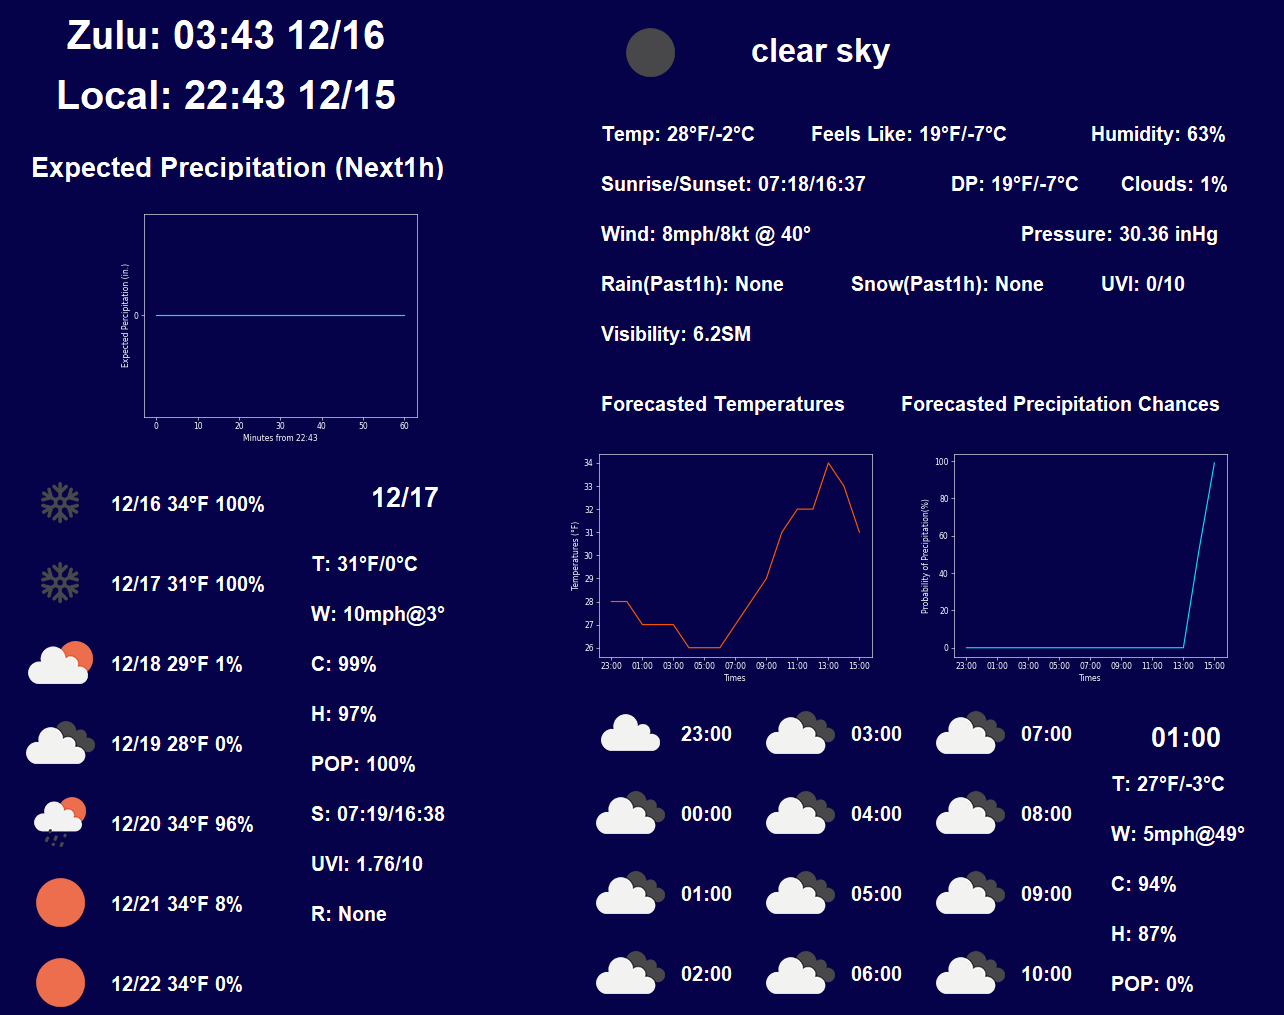 Zulu: 03:43 12/16
Local: 22:43 12/15
Expected Precipitation (Next1h)
Expected Percipitation (in.)
0
0 10 20 30 40 50 60
Minutes from 22:43
clear sky
Temp: 28°F/-2°C Feels Like: 19°F/-7°C Humidity: 63%
Sunrise/Sunset: 07:18/16:37 DP: 19°F/-7°C Clouds: 1%
Wind: 8mph/8kt @ 40° Pressure: 30.36 inHg
Rain(Past1h): None Snow(Past1h): None UVI: 0/10
Visibility: 6.2SM
Forecasted Temperatures Forecasted Precipitation Chances
Temperatures (°F)
34
33
32
31
30
29
28
27
26
23:00 01:00 03:00 05:00 07:00 09:00 11:00 13:00 15:00
Times
Probability of Precipitation(%)
100
80
60
40
20
0
23:00 01:00 03:00 05:00 07:00 09:00 11:00 13:00 15:00
Times
12/16 34°F 100%
12/17 31°F 100%
12/18 29°F 1%
12/19 28°F 0%
12/20 34°F 96%
12/21 34°F 8%
12/22 34°F 0%
12/17
T: 31°F/0°C
W: 10mph@3°
C: 99%
H: 97%
POP: 100%
S: 07:19/16:38
UVI: 1.76/10
R: None
23:00 03:00 07:00
00:00 04:00 08:00
01:00 05:00 09:00
02:00 06:00 10:00
01:00
T: 27°F/-3°C
W: 5mph@49°
C: 94%
H: 87%
POP: 0%